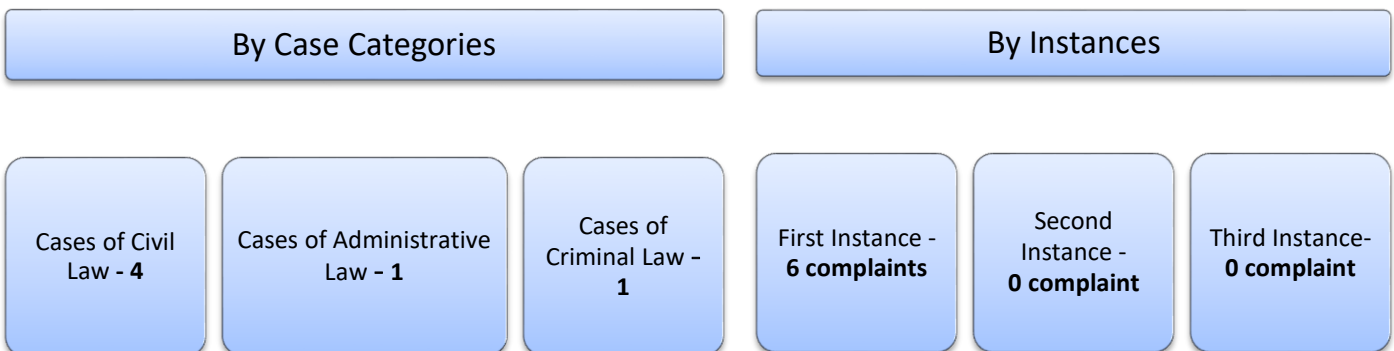 By Case Categories
By Instances
Cases of Civil
Law - 4
Cases of Administrative
Law – 1
Cases of
Criminal Law –
1
First Instance -
6 complaints
Second
Instance -
0 complaint
Third Instance-
0 complaint